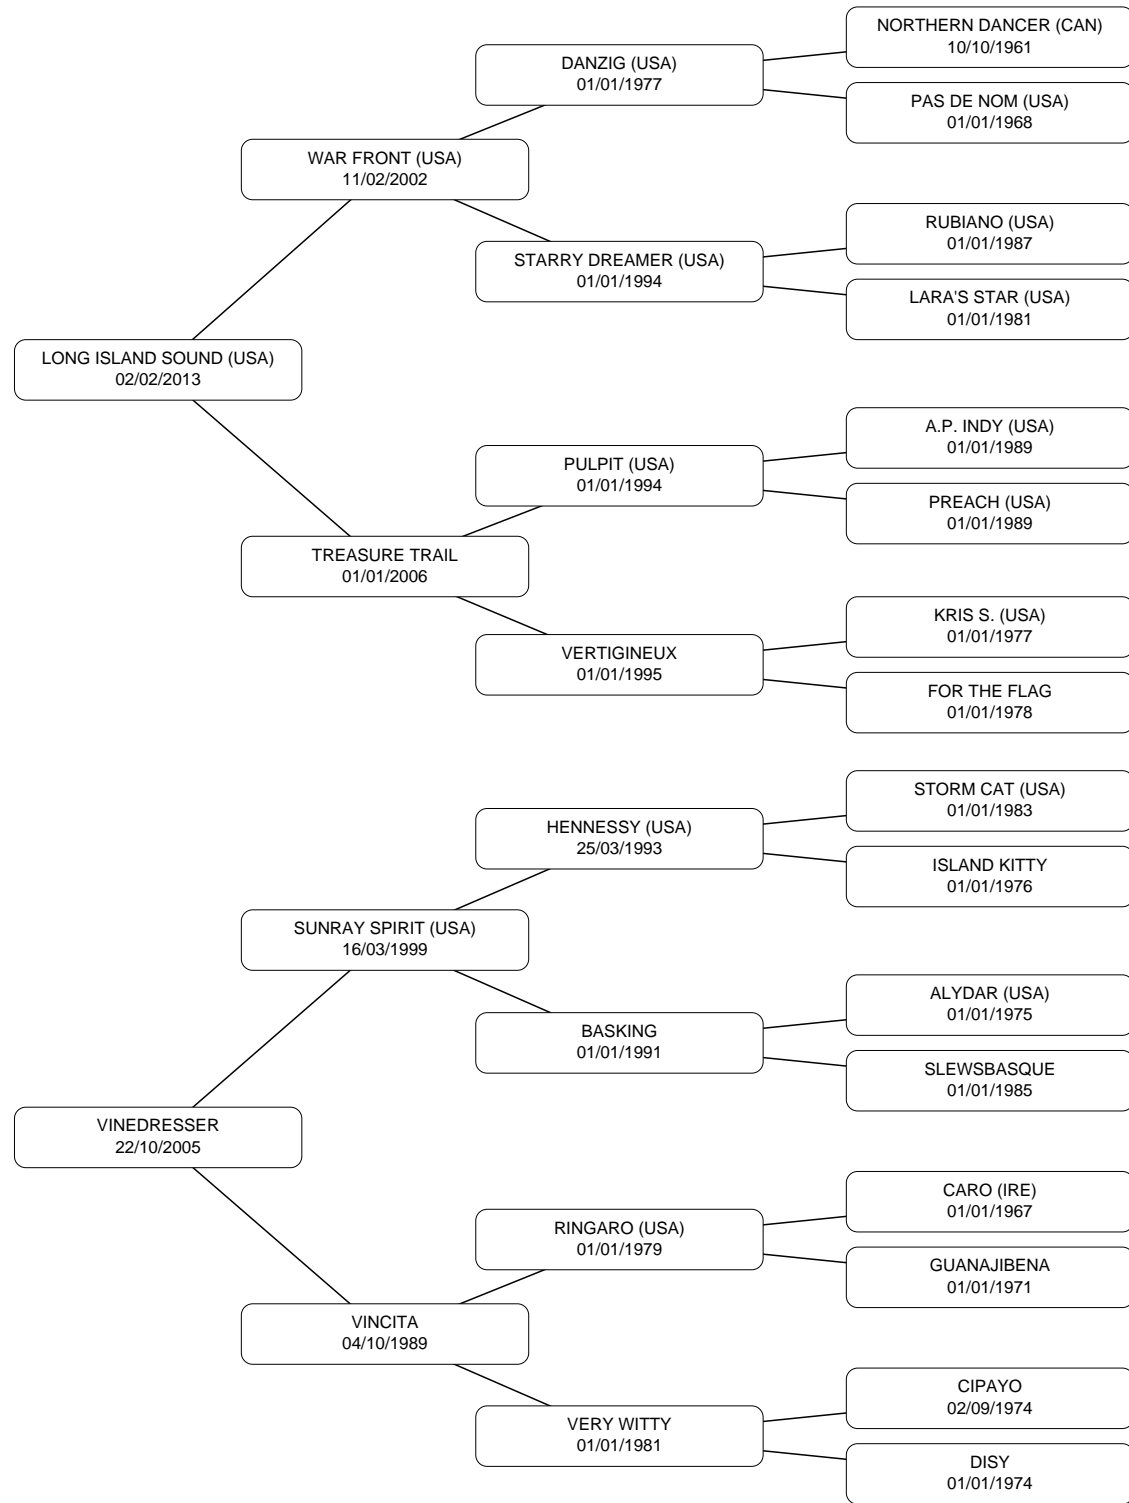 NORTHERN DANCER (CAN)
10/10/1961
DANZIG (USA)
01/01/1977
PAS DE NOM (USA)
01/01/1968
WAR FRONT (USA)
11/02/2002
RUBIANO (USA)
01/01/1987
STARRY DREAMER (USA)
01/01/1994
LARA'S STAR (USA)
01/01/1981
LONG ISLAND SOUND (USA)
02/02/2013
A.P. INDY (USA)
01/01/1989
PULPIT (USA)
01/01/1994
PREACH (USA)
01/01/1989
TREASURE TRAIL
01/01/2006
KRIS S. (USA)
01/01/1977
VERTIGINEUX
01/01/1995
FOR THE FLAG
01/01/1978
STORM CAT (USA)
01/01/1983
HENNESSY (USA)
25/03/1993
ISLAND KITTY
01/01/1976
SUNRAY SPIRIT (USA)
16/03/1999
ALYDAR (USA)
01/01/1975
BASKING
01/01/1991
SLEWSBASQUE
01/01/1985
VINEDRESSER
22/10/2005
CARO (IRE)
01/01/1967
RINGARO (USA)
01/01/1979
GUANAJIBENA
01/01/1971
VINCITA
04/10/1989
CIPAYO
02/09/1974
VERY WITTY
01/01/1981
DISY
01/01/1974